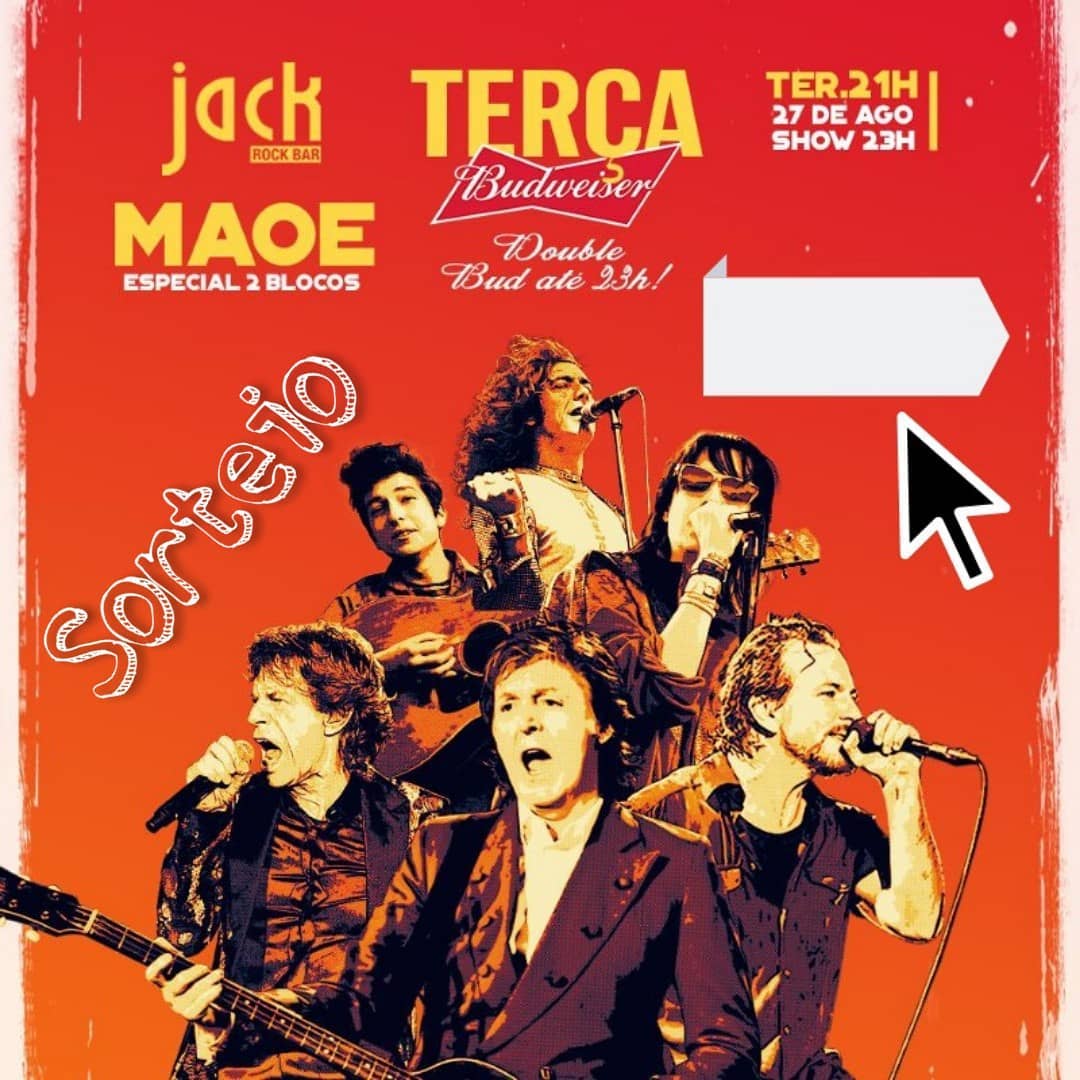 jack
ROCK BAR
MAOE
ESPECIAL 2 BLOCOS
TERÇA
Budweiser
Double
Bud até 23h!
TER.21H
27 DE AGO
SHOW 23H
Sorteio